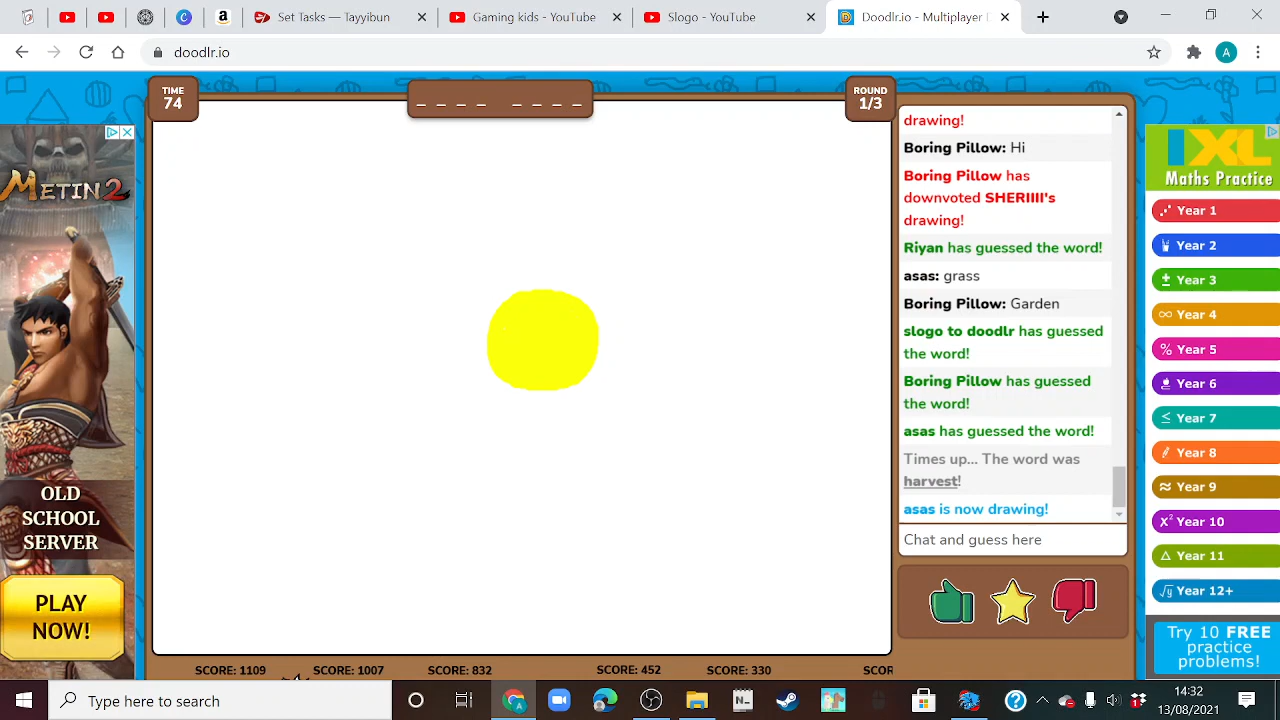 Set Tasks — Juryduti
Gaming kids - YouTube
Slogo - YouTube
Multiplayer
doodlr.io
A
TIME
74
_ _ _ _  _ _ _ _
ROUND
1/3
METIN2
OLD
SCHOOL
SERVER
PLAY
NOW!
drawing!
Boring Pillow: Hi
Boring Pillow has
downvoted SHERIIII's
drawing!
Riyan has guessed the word!
asas: grass
Boring Pillow: Garden
slogo to doodlr has guessed
the word!
Boring Pillow has guessed
the word!
asas has guessed the word!
Times up... The word was
harvest!
asas is now drawing!
Chat and guess here
IXL
Maths Practice
Year 1
Year 2
Year 3
Year 4
Year 5
Year 6
Year 7
Year 8
Year 9
Year 10
Year 11
Year 12+
Try 10 FREE
practice
problems!
SCORE: 1109 SCORE: 1007 SCORE: 832 SCORE: 452 SCORE: 330 SCOR
Type here to search
14:32
13/08/2021